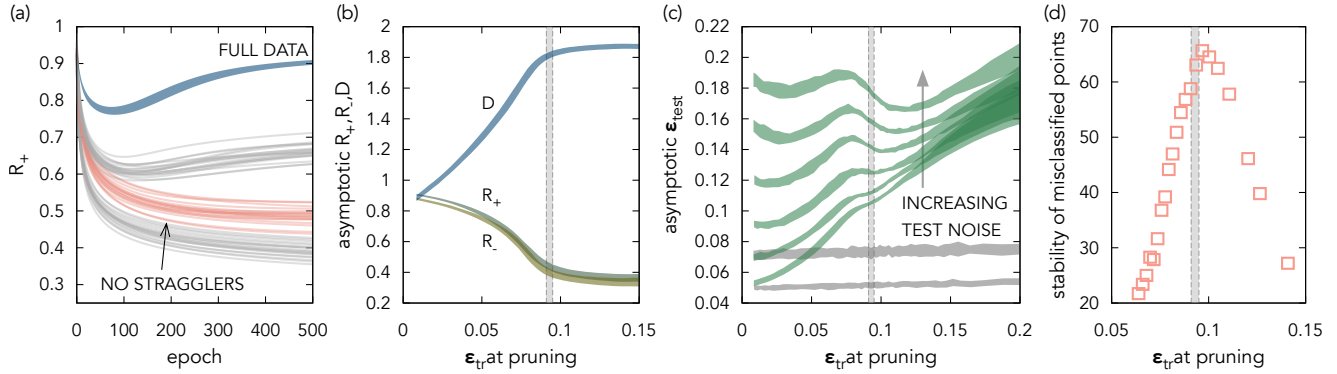 (a)
1
0.9
0.8
0.7
0.6
0.5
0.4
0.3
R+
FULL DATA
NO STRAGGLERS
0 100 200 300 400 500
epoch
(b)
2
1.8
1.6
1.4
1.2
1
0.8
0.6
0.4
0.2
asymptotic R+, R-, D
D
R+
R-
0 0.05 0.1 0.15
εtr at pruning
(c)
0.22
0.20
0.18
0.16
0.14
0.12
0.1
0.08
0.06
0.04
asymptotic εtest
INCREASING
TEST NOISE
0 0.05 0.1 0.15 0.2
εtr at pruning
(d)
70
60
50
40
30
20
stability of misclassified points
0.05 0.1 0.15
εtr at pruning